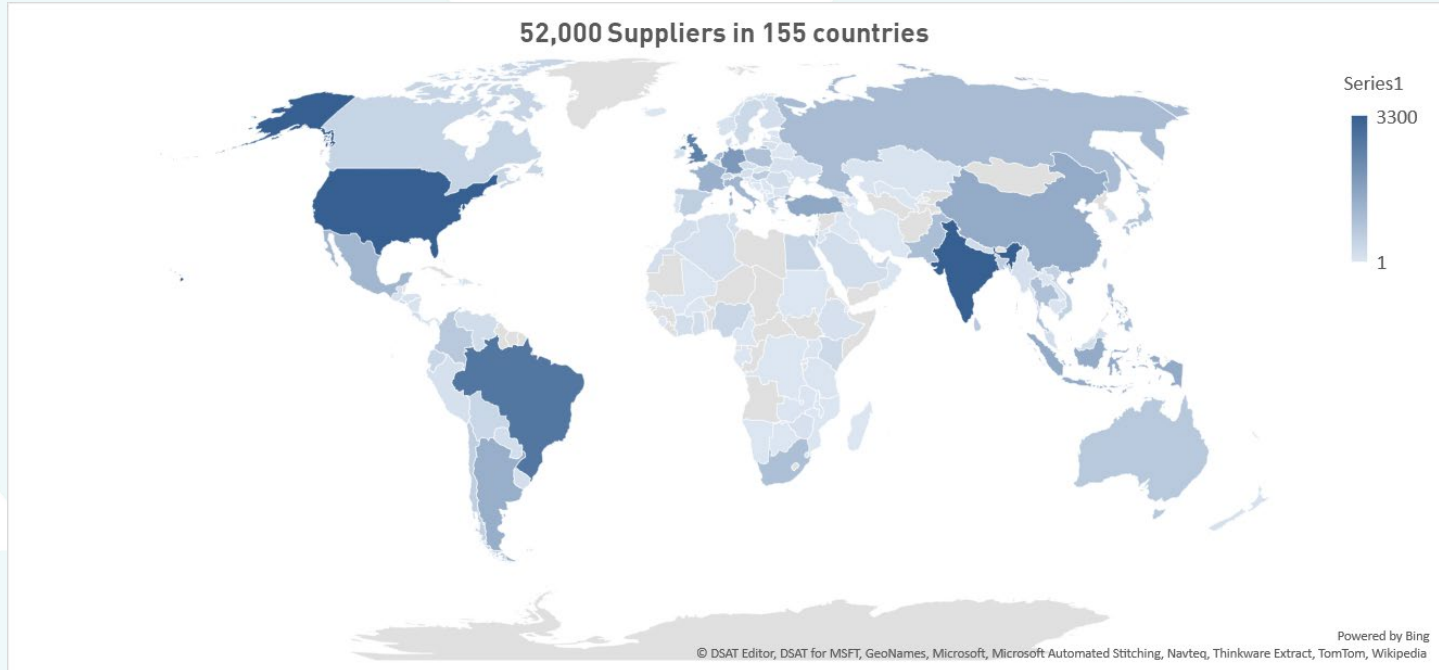 52,000 Suppliers in 155 countries
Series1
3300
1
Powered by Bing
© DSAT Editor, DSAT for MSFT, GeoNames, Microsoft, Microsoft Automated Stitching, Navteq, Thinkware Extract, TomTom, Wikipedia